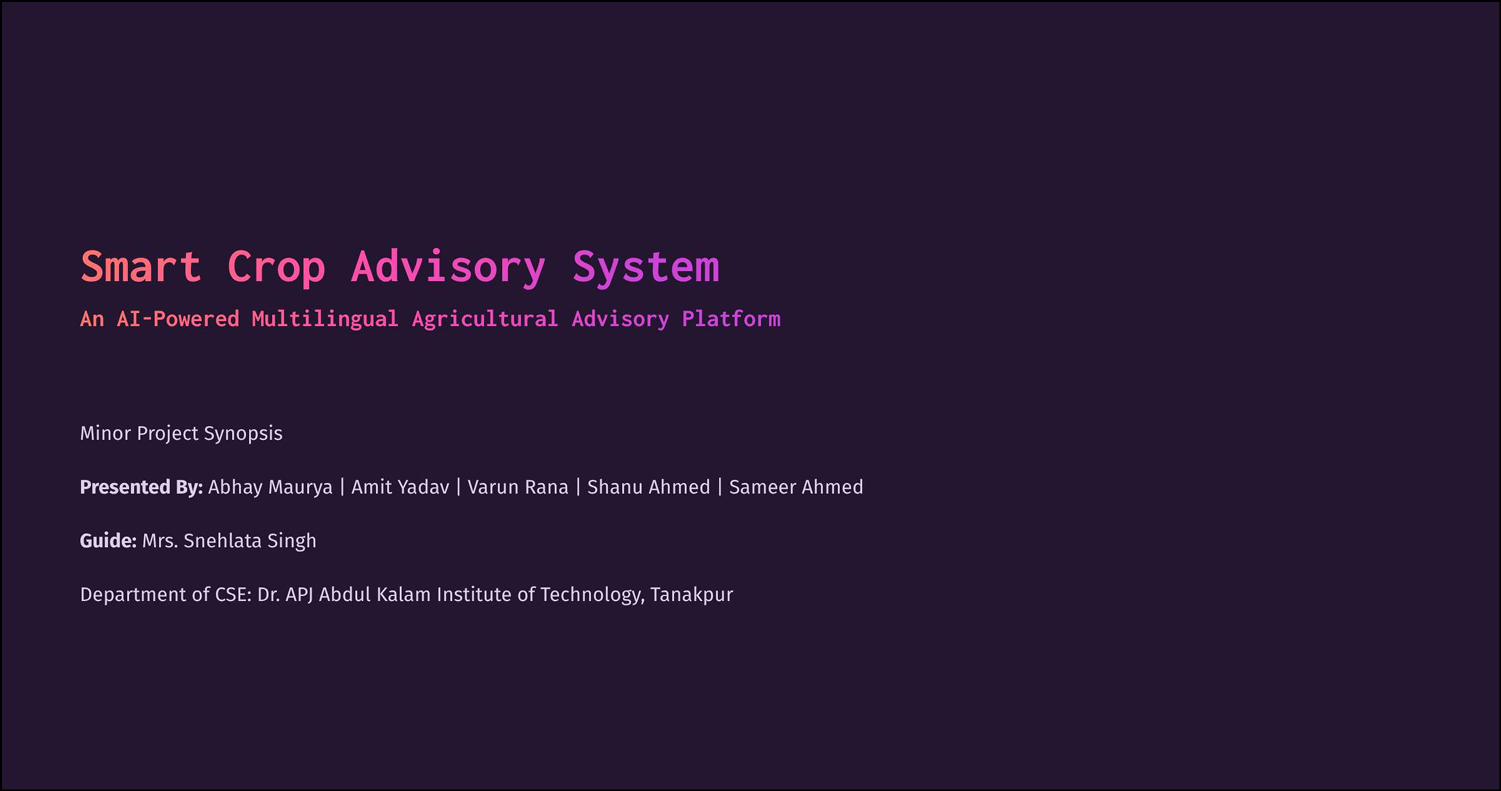 Smart Crop Advisory System
An AI-Powered Multilingual Agricultural Advisory Platform
Minor Project Synopsis
Presented By: Abhay Maurya | Amit Yadav | Varun Rana | Shanu Ahmed | Sameer Ahmed
Guide: Mrs. Snehlata Singh
Department of CSE: Dr. APJ Abdul Kalam Institute of Technology, Tanakpur